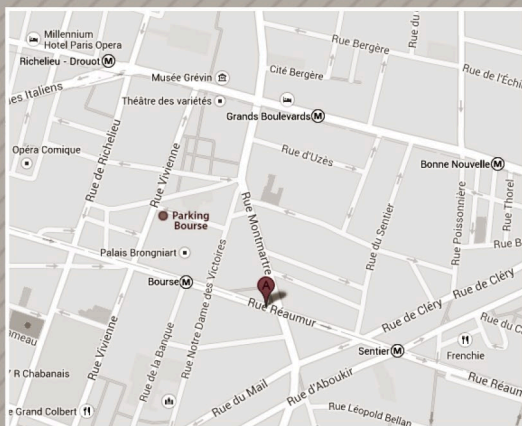 Millennium
Hotel Paris Opera
Richelieu - Drouot M
Rue du
Rue Bergère
Rue de l'Échi
Musée Grévin
Cité Bergère
es Italiens
Théâtre des variétés
Grands Boulevards M
Opéra Comique
Rue de Richelieu
Rue Vivienne
Rue d'Uzès
Bonne Nouvelle M
Parking
Bourse
Rue Montmartre
Rue du Sentier
Rue Poissonnière
Rue Thorel
Palais Brongniart
Rue B
Bourse M
Rue Notre Dame des Victoires
A
Rue Réaumur
Rue de Cléry
Rue de Cléry
Rue du C
Rue Vivienne
Rue de la Banque
Sentier M
Frenchie
ameau
R Chabanais
Rue du Mail
Rue d'Aboukir
Rue Réaum
e Grand Colbert
Rue Léopold Bellan